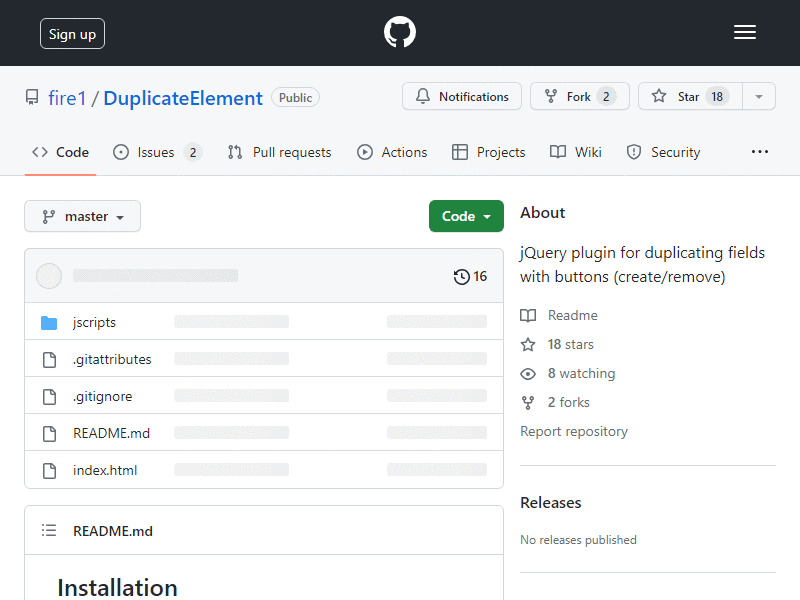 Sign up
fire1 / DuplicateElement Public
Notifications
Fork 2
Star 18
Code
Issues 2
Pull requests
Actions
Projects
Wiki
Security
master
Code
16
jscripts
.gitattributes
.gitignore
README.md
index.html
README.md
Installation
About
jQuery plugin for duplicating fields
with buttons (create/remove)
Readme
18 stars
8 watching
2 forks
Report repository
Releases
No releases published